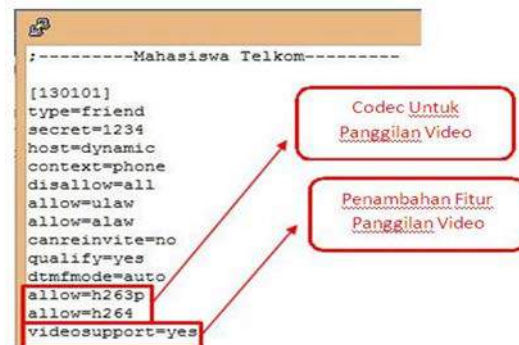 ;---------Mahasiswa Telkom---------
[130101]
type=friend
secret=1234
host=dynamic
context=phone
disallow=all
allow=ulaw
allow=alaw
canreinvite=no
qualify=yes
dtmfmode=auto
allow=h263p
allow=h264
videosupport=yes
Codec Untuk
Panggilan Video
Penambahan Fitur
Panggilan Video